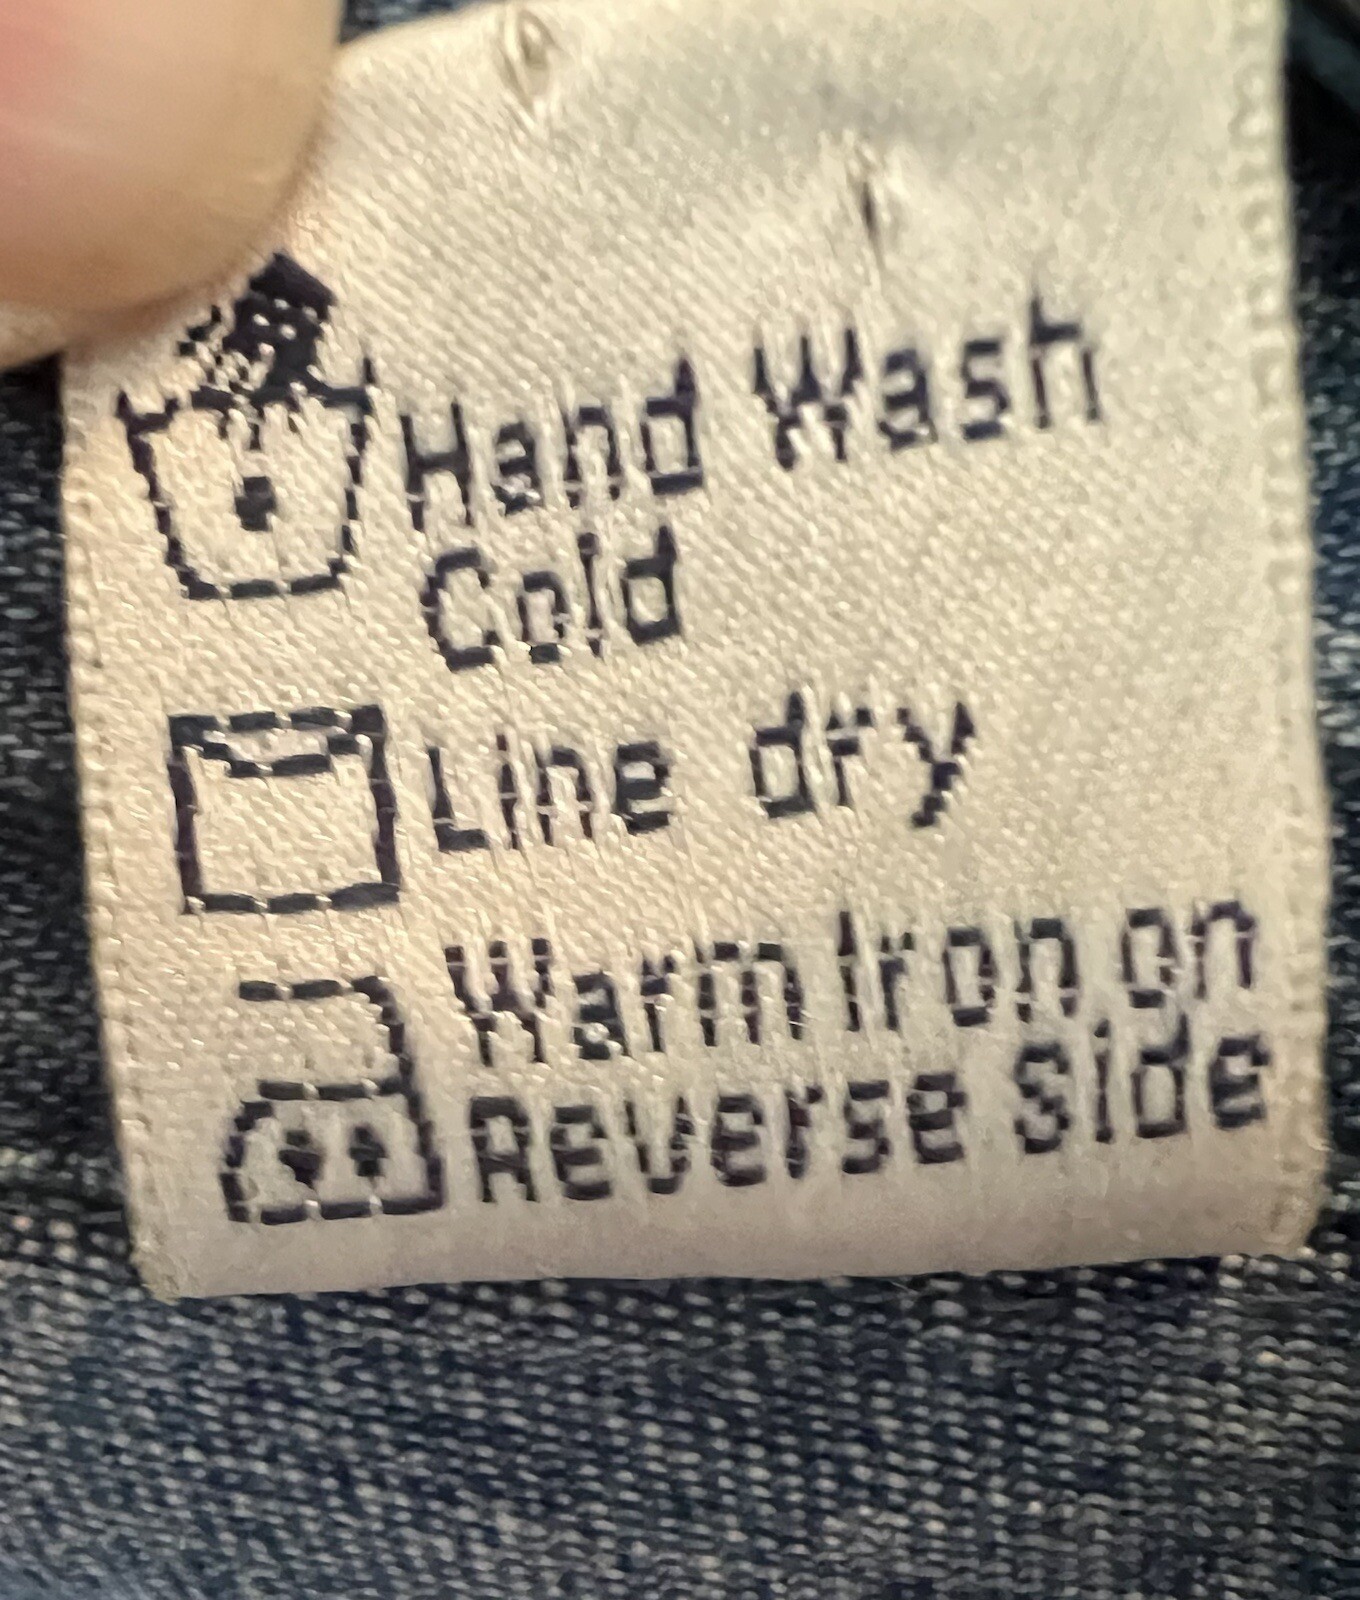 Hand Wash
Cold
Line dry
Warm Iron on
Reverse Side